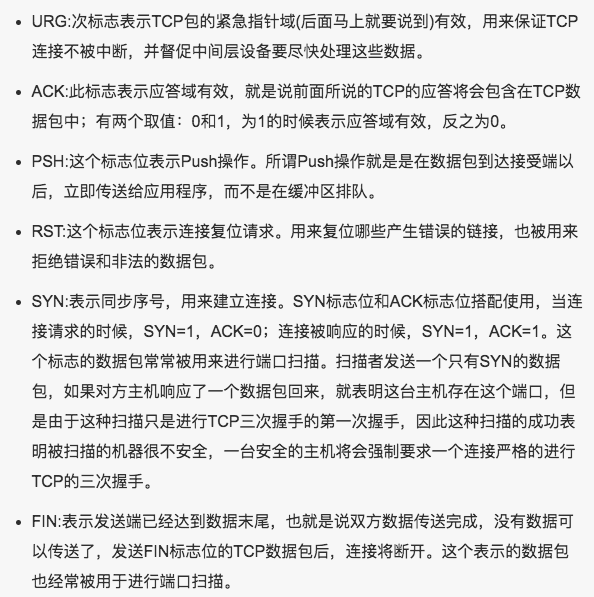 URG:次标志表示TCP包的紧急指针域(后面马上就要说到)有效，用来保证TCP
连接不被中断，并督促中间层设备要尽快处理这些数据。
ACK:此标志表示应答域有效，就是说前面所说的TCP的应答将会包含在TCP数
据包中；有两个取值：0和1，为1的时候表示应答域有效，反之为0。
PSH:这个标志位表示Push操作。所谓Push操作就是是在数据包到达接受端以
后，立即传送给应用程序，而不是在缓冲区排队。
RST:这个标志位表示连接复位请求。用来复位哪些产生错误的链接，也被用来
拒绝错误和非法的数据包。
SYN:表示同步序号，用来建立连接。SYN标志位和ACK标志位搭配使用，当连
接请求的时候，SYN=1，ACK=0；连接被响应的时候，SYN=1，ACK=1。这
个标志的数据包常常被用来进行端口扫描。扫描者发送一个只有SYN的数据
包，如果对方主机响应了一个数据包回来，就表明这台主机存在这个端口，但
是由于这种扫描只是进行TCP三次握手的第一次握手，因此这种扫描的成功表
明被扫描的机器很不安全，一台安全的主机将会强制要求一个连接严格的进行
TCP的三次握手。
FIN:表示发送端已经达到数据末尾，也就是说双方数据传送完成，没有数据可
以传送了，发送FIN标志位的TCP数据包后，连接将断开。这个表示的数据包
也经常被用于进行端口扫描。